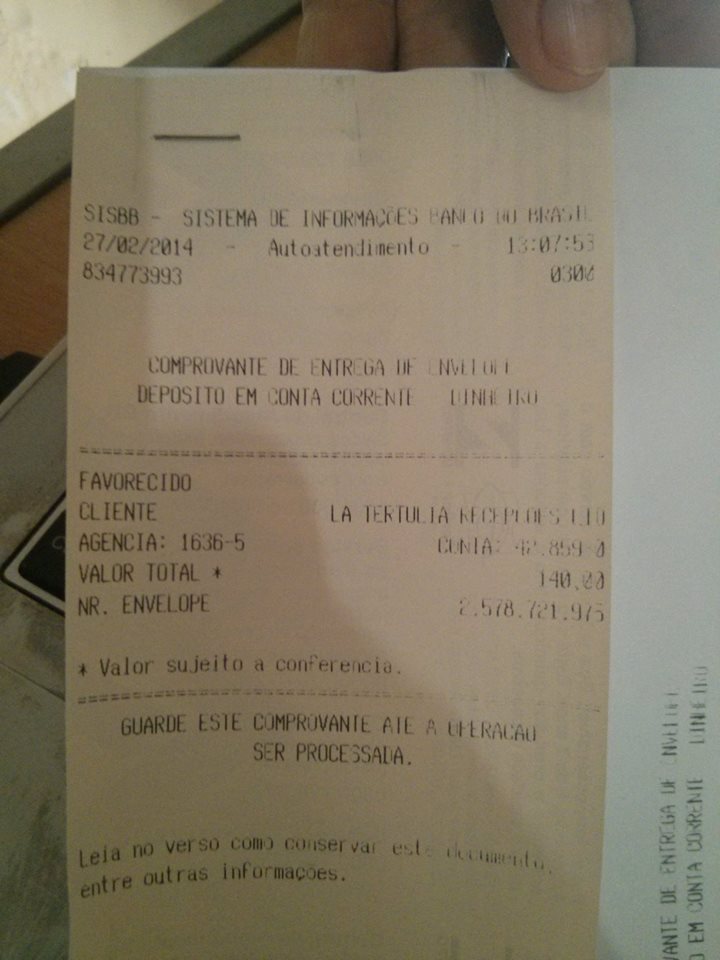 SISBB - SISTEMA DE INFORMAÇÕES BANCO DO BRASIL
27/02/2014 - Autoatendimento - 13:07:53
834773993 0300
COMPROVANTE DE ENTREGA DE ENVELOPE
DEPOSITO EM CONTA CORRENTE DINHEIRO
FAVORECIDO
CLIENTE LA TERTULIA RECEPCOES LTD
AGENCIA: 1636-5 CONTA: 42.859-0
VALOR TOTAL * 140,00
NR. ENVELOPE 2.578.721.975
* Valor sujeito a conferencia.
GUARDE ESTE COMPROVANTE ATE A OPERACAO
SER PROCESSADA.
Leia no verso como conservar este documento,
entre outras informações.
VANTE DE ENTREGA DE NVELOPE
O EM CONTA CORRENTE DINHEIRO